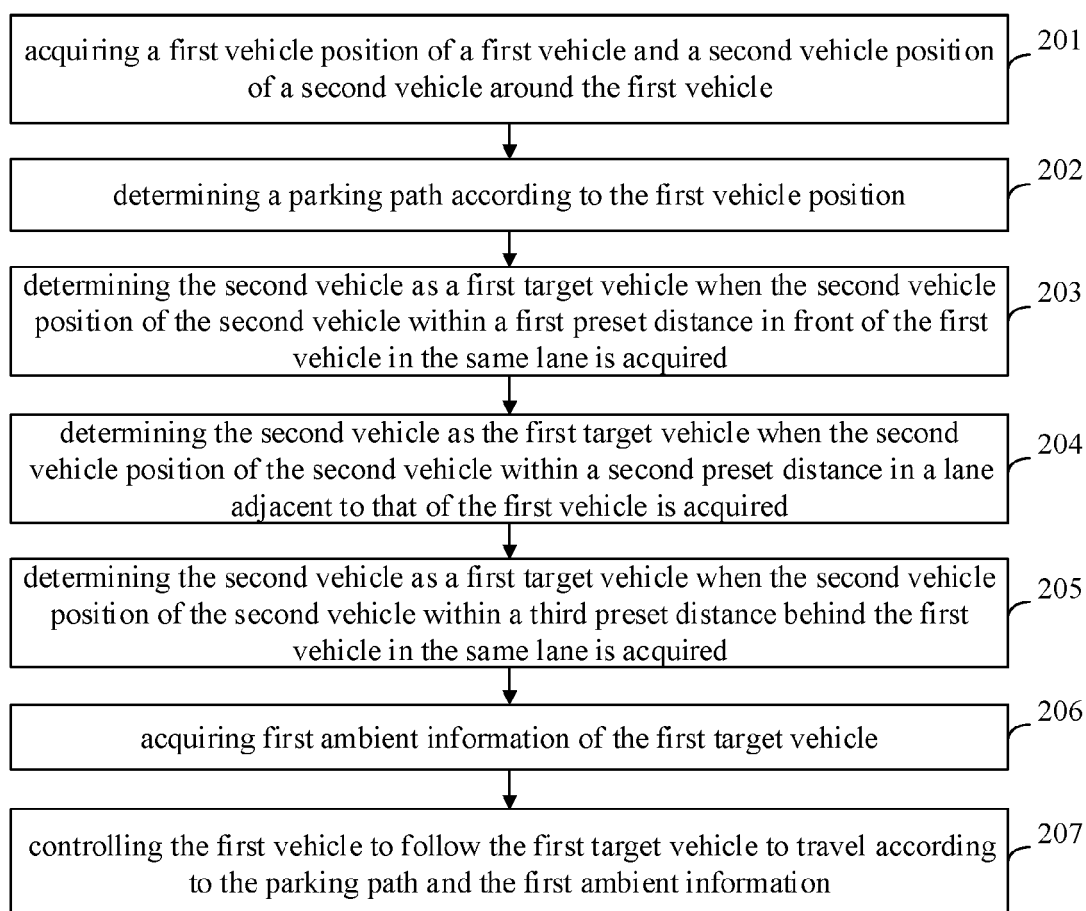 acquiring a first vehicle position of a first vehicle and a second vehicle position
of a second vehicle around the first vehicle
201
determining a parking path according to the first vehicle position
202
determining the second vehicle as a first target vehicle when the second vehicle
position of the second vehicle within a first preset distance in front of the first
vehicle in the same lane is acquired
203
determining the second vehicle as the first target vehicle when the second
vehicle position of the second vehicle within a second preset distance in a lane
adjacent to that of the first vehicle is acquired
204
determining the second vehicle as a first target vehicle when the second vehicle
position of the second vehicle within a third preset distance behind the first
vehicle in the same lane is acquired
205
acquiring first ambient information of the first target vehicle
206
controlling the first vehicle to follow the first target vehicle to travel according
to the parking path and the first ambient information
207